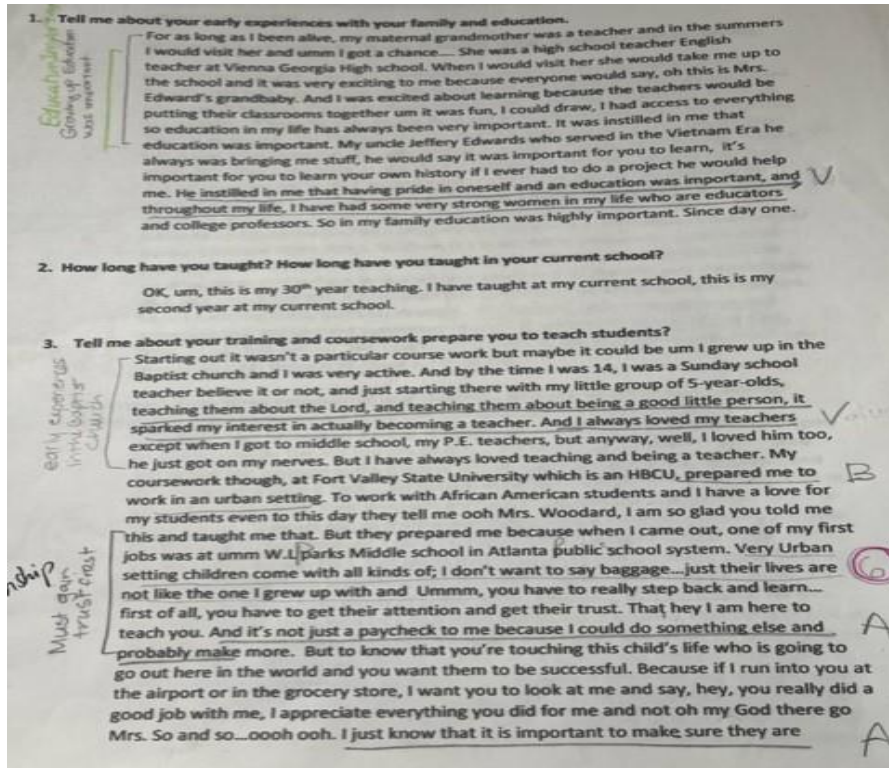 1. Tell me about your early experiences with your family and education.
For as long as I been alive, my maternal grandmother was a teacher and in the summers
I would visit her and umm I got a chance.... She was a high school teacher English
teacher at Vienna Georgia High school. When I would visit her she would take me up to
the school and it was very exciting to me because everyone would say, oh this is Mrs.
Edward's grandbaby. And I was excited about learning because the teachers would be
putting their classrooms together um it was fun, I could draw, I had access to everything
so education in my life has always been very important. It was instilled in me that
education was important. My uncle Jeffery Edwards who served in the Vietnam Era he
always was bringing me stuff, he would say it was important for you to learn, it's
important for you to learn your own history if I ever had to do a project he would help
me. He instilled in me that having pride in oneself and an education was important, and
throughout my life, I have had some very strong women in my life who are educators
and college professors. So in my family education was highly important. Since day one.
Growing up Education
was important
V
2. How long have you taught? How long have you taught in your current school?
OK, um, this is my 30th year teaching. I have taught at my current school, this is my
second year at my current school.
3. Tell me about your training and coursework prepare you to teach students?
Starting out it wasn't a particular course work but maybe it could be um I grew up in the
Baptist church and I was very active. And by the time I was 14, I was a Sunday school
teacher believe it or not, and just starting there with my little group of 5-year-olds,
teaching them about the Lord, and teaching them about being a good little person, it
sparked my interest in actually becoming a teacher. And I always loved my teachers
except when I got to middle school, my P.E. teachers, but anyway, well, I loved him too,
he just got on my nerves. But I have always loved teaching and being a teacher. My
coursework though, at Fort Valley State University which is an HBCU, prepared me to
work in an urban setting. To work with African American students and I have a love for
my students even to this day they tell me ooh Mrs. Woodard, I am so glad you told me
this and taught me that. But they prepared me because when I came out, one of my first
jobs was at umm W.L parks Middle school in Atlanta public school system. Very Urban
setting children come with all kinds of; I don't want to say baggage...just their lives are
not like the one I grew up with and Ummm, you have to really step back and learn...
first of all, you have to get their attention and get their trust. That hey I am here to
teach you. And it's not just a paycheck to me because I could do something else and
probably make more. But to know that you're touching this child's life who is going to
go out here in the world and you want them to be successful. Because if I run into you at
the airport or in the grocery store, I want you to look at me and say, hey, you really did a
good job with me, I appreciate everything you did for me and not oh my God there go
Mrs. So and so...oooh ooh. I just know that it is important to make sure they are
early
in my Baptist
church
B
nship
Must gain
trust first
A
A